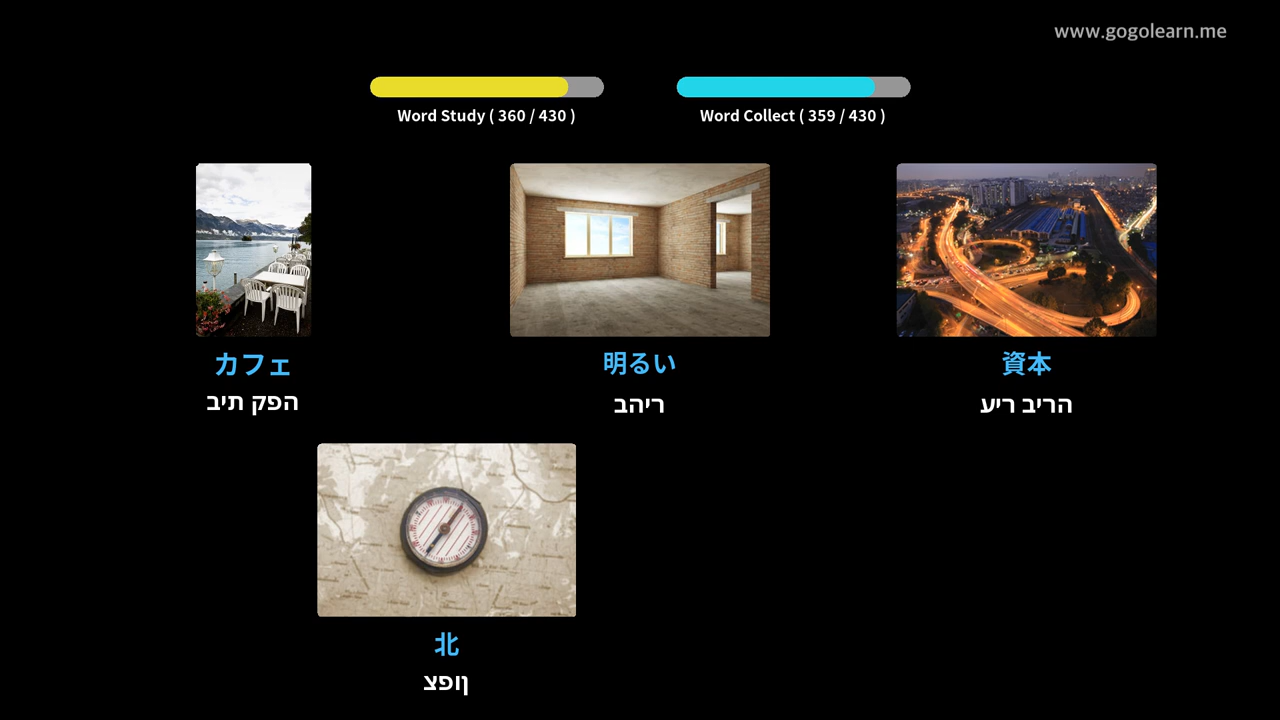 www.gogolearn.me
Word Study ( 360 / 430 )
Word Collect ( 359 / 430 )
カフェ
בית קפה
明るい
בהיר
資本
עיר בירה
北
צפון